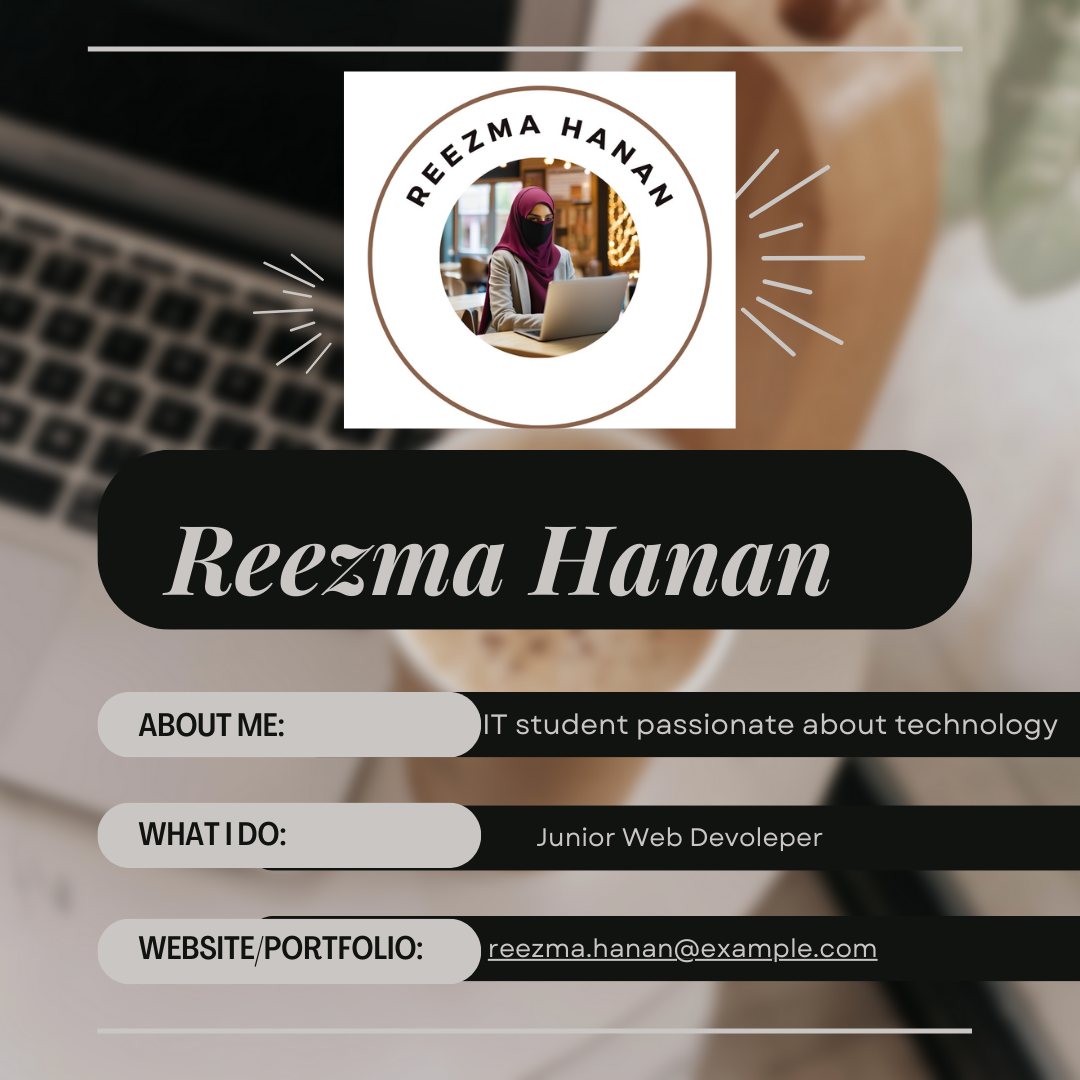 REEZMA HANAN
Reezma Hanan
ABOUT ME: IT student passionate about technology
WHAT I DO: Junior Web Devoleper
WEBSITE/PORTFOLIO: reezma.hanan@example.com